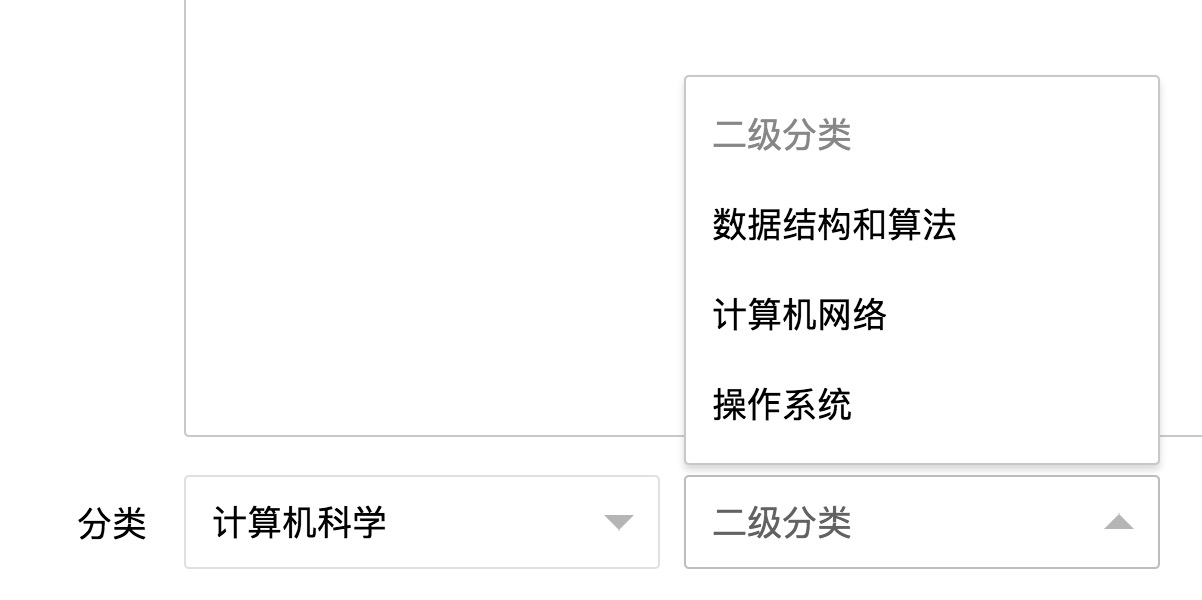 二级分类
数据结构和算法
计算机网络
操作系统
分类 计算机科学 二级分类